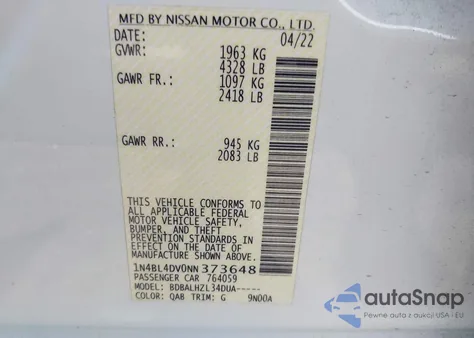 MFD BY NISSAN MOTOR CO., LTD.
DATE: 04/22
GVWR: 1963 KG
4328 LB
GAWR FR.: 1097 KG
2418 LB
GAWR RR.: 945 KG
2083 LB
THIS VEHICLE CONFORMS TO
ALL APPLICABLE FEDERAL
MOTOR VEHICLE SAFETY,
BUMPER, AND THEFT
PREVENTION STANDARDS IN
EFFECT ON THE DATE OF
MANUFACTURE SHOWN ABOVE.
1N4BL4DV0NN373648
PASSENGER CAR 764059
MODEL: BDBALHZL34DUA-----
COLOR: QAB TRIM: G 9N00A
autoSnap
Pewne auta z aukcji USA i EU